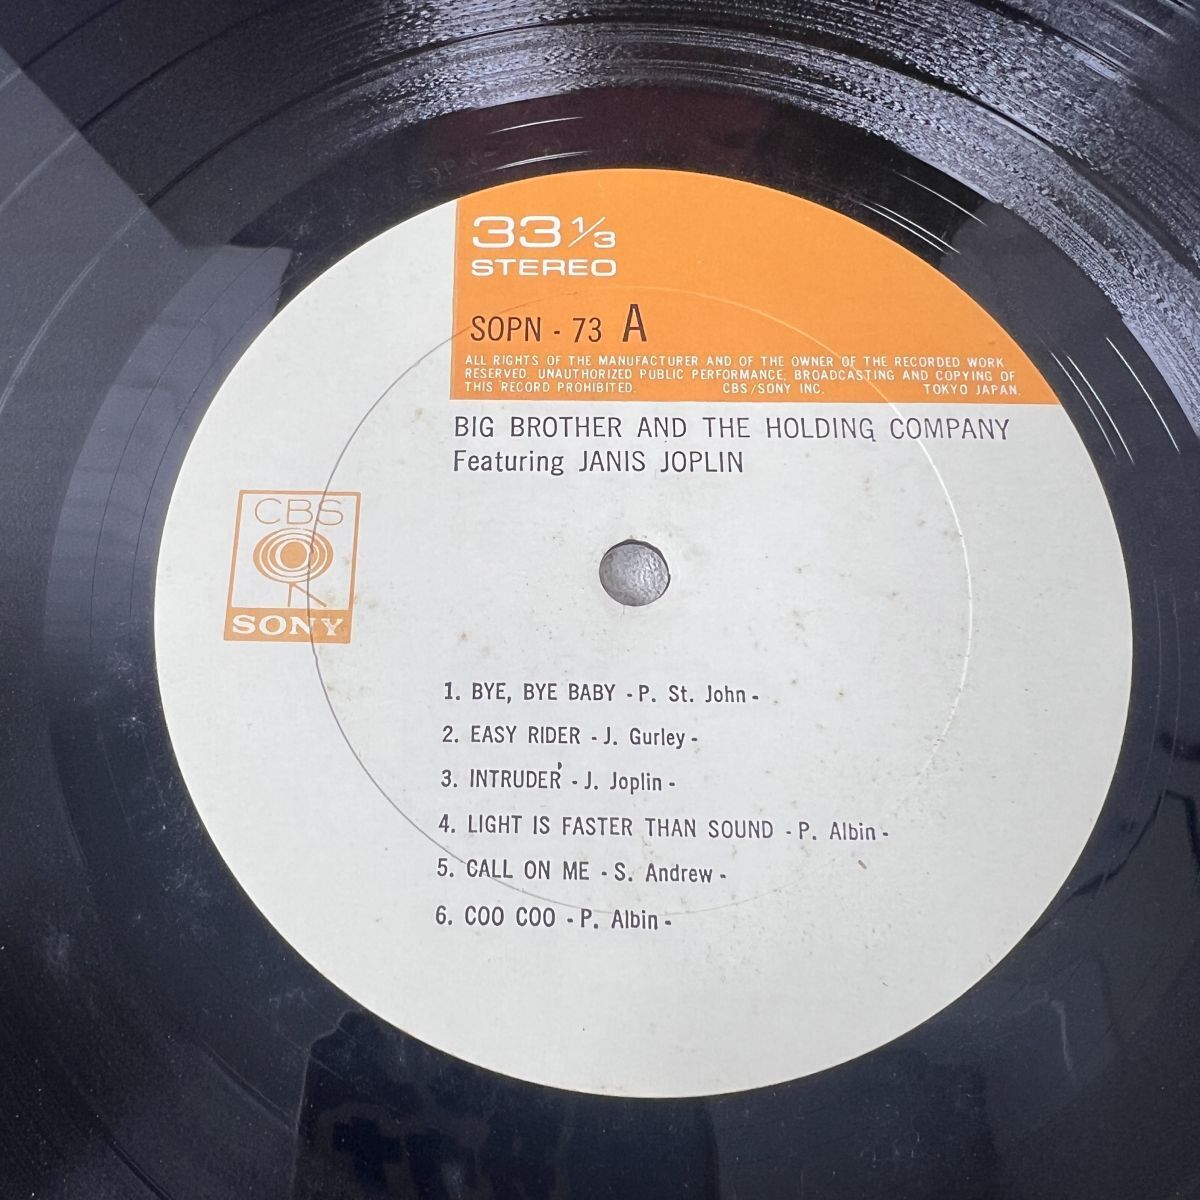 33 1/3
STEREO
SOPN - 73 A
ALL RIGHTS OF THE MANUFACTURER AND OF THE OWNER OF THE RECORDED WORK
RESERVED. UNAUTHORIZED PUBLIC PERFORMANCE, BROADCASTING AND COPYING OF
THIS RECORD PROHIBITED. CBS/SONY INC. TOKYO JAPAN.
BIG BROTHER AND THE HOLDING COMPANY
Featuring JANIS JOPLIN
CBS
SONY
1. BYE, BYE BABY - P. St. John -
2. EASY RIDER - J. Gurley -
3. INTRUDER' - J. Joplin -
4. LIGHT IS FASTER THAN SOUND - P. Albin -
5. CALL ON ME - S. Andrew -
6. COO COO - P. Albin -